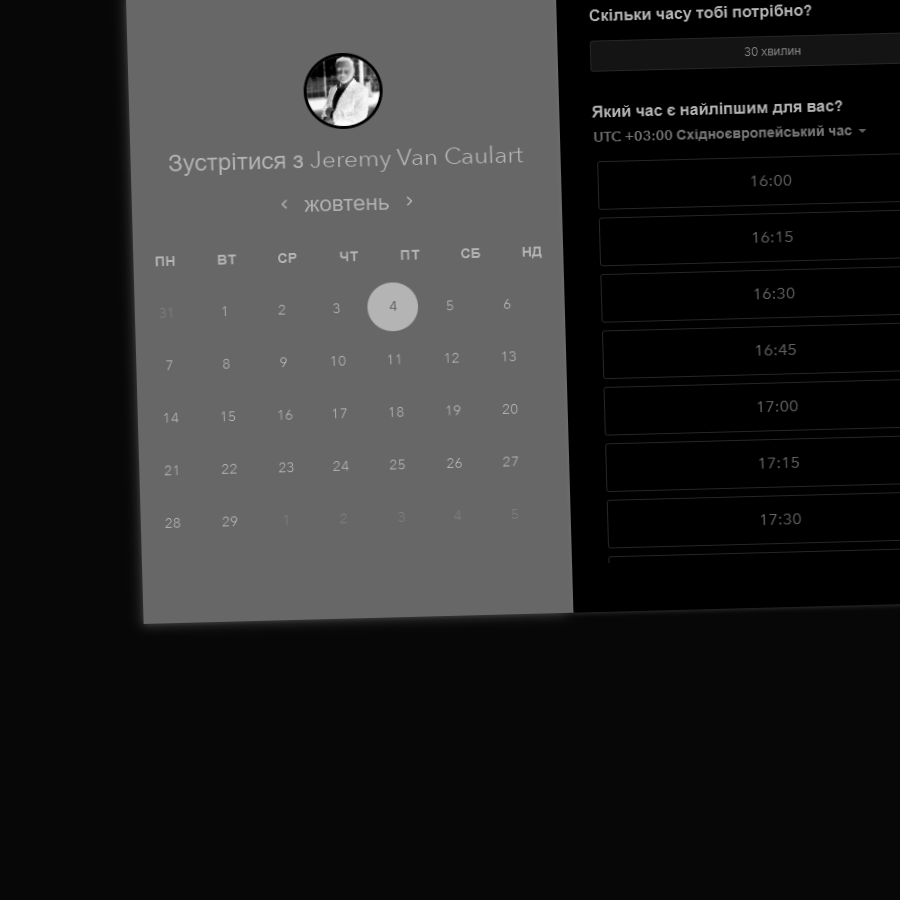 Зустрітися з Jeremy Van Caulart
‹ жовтень ›
ПН ВТ СР ЧТ ПТ СБ НД
31 1 2 3 4 5 6
7 8 9 10 11 12 13
14 15 16 17 18 19 20
21 22 23 24 25 26 27
28 29 1 2 3 4 5
Скільки часу тобі потрібно?
30 хвилин
Який час є найліпшим для вас?
UTC +03:00 Східноєвропейський час
16:00
16:15
16:30
16:45
17:00
17:15
17:30